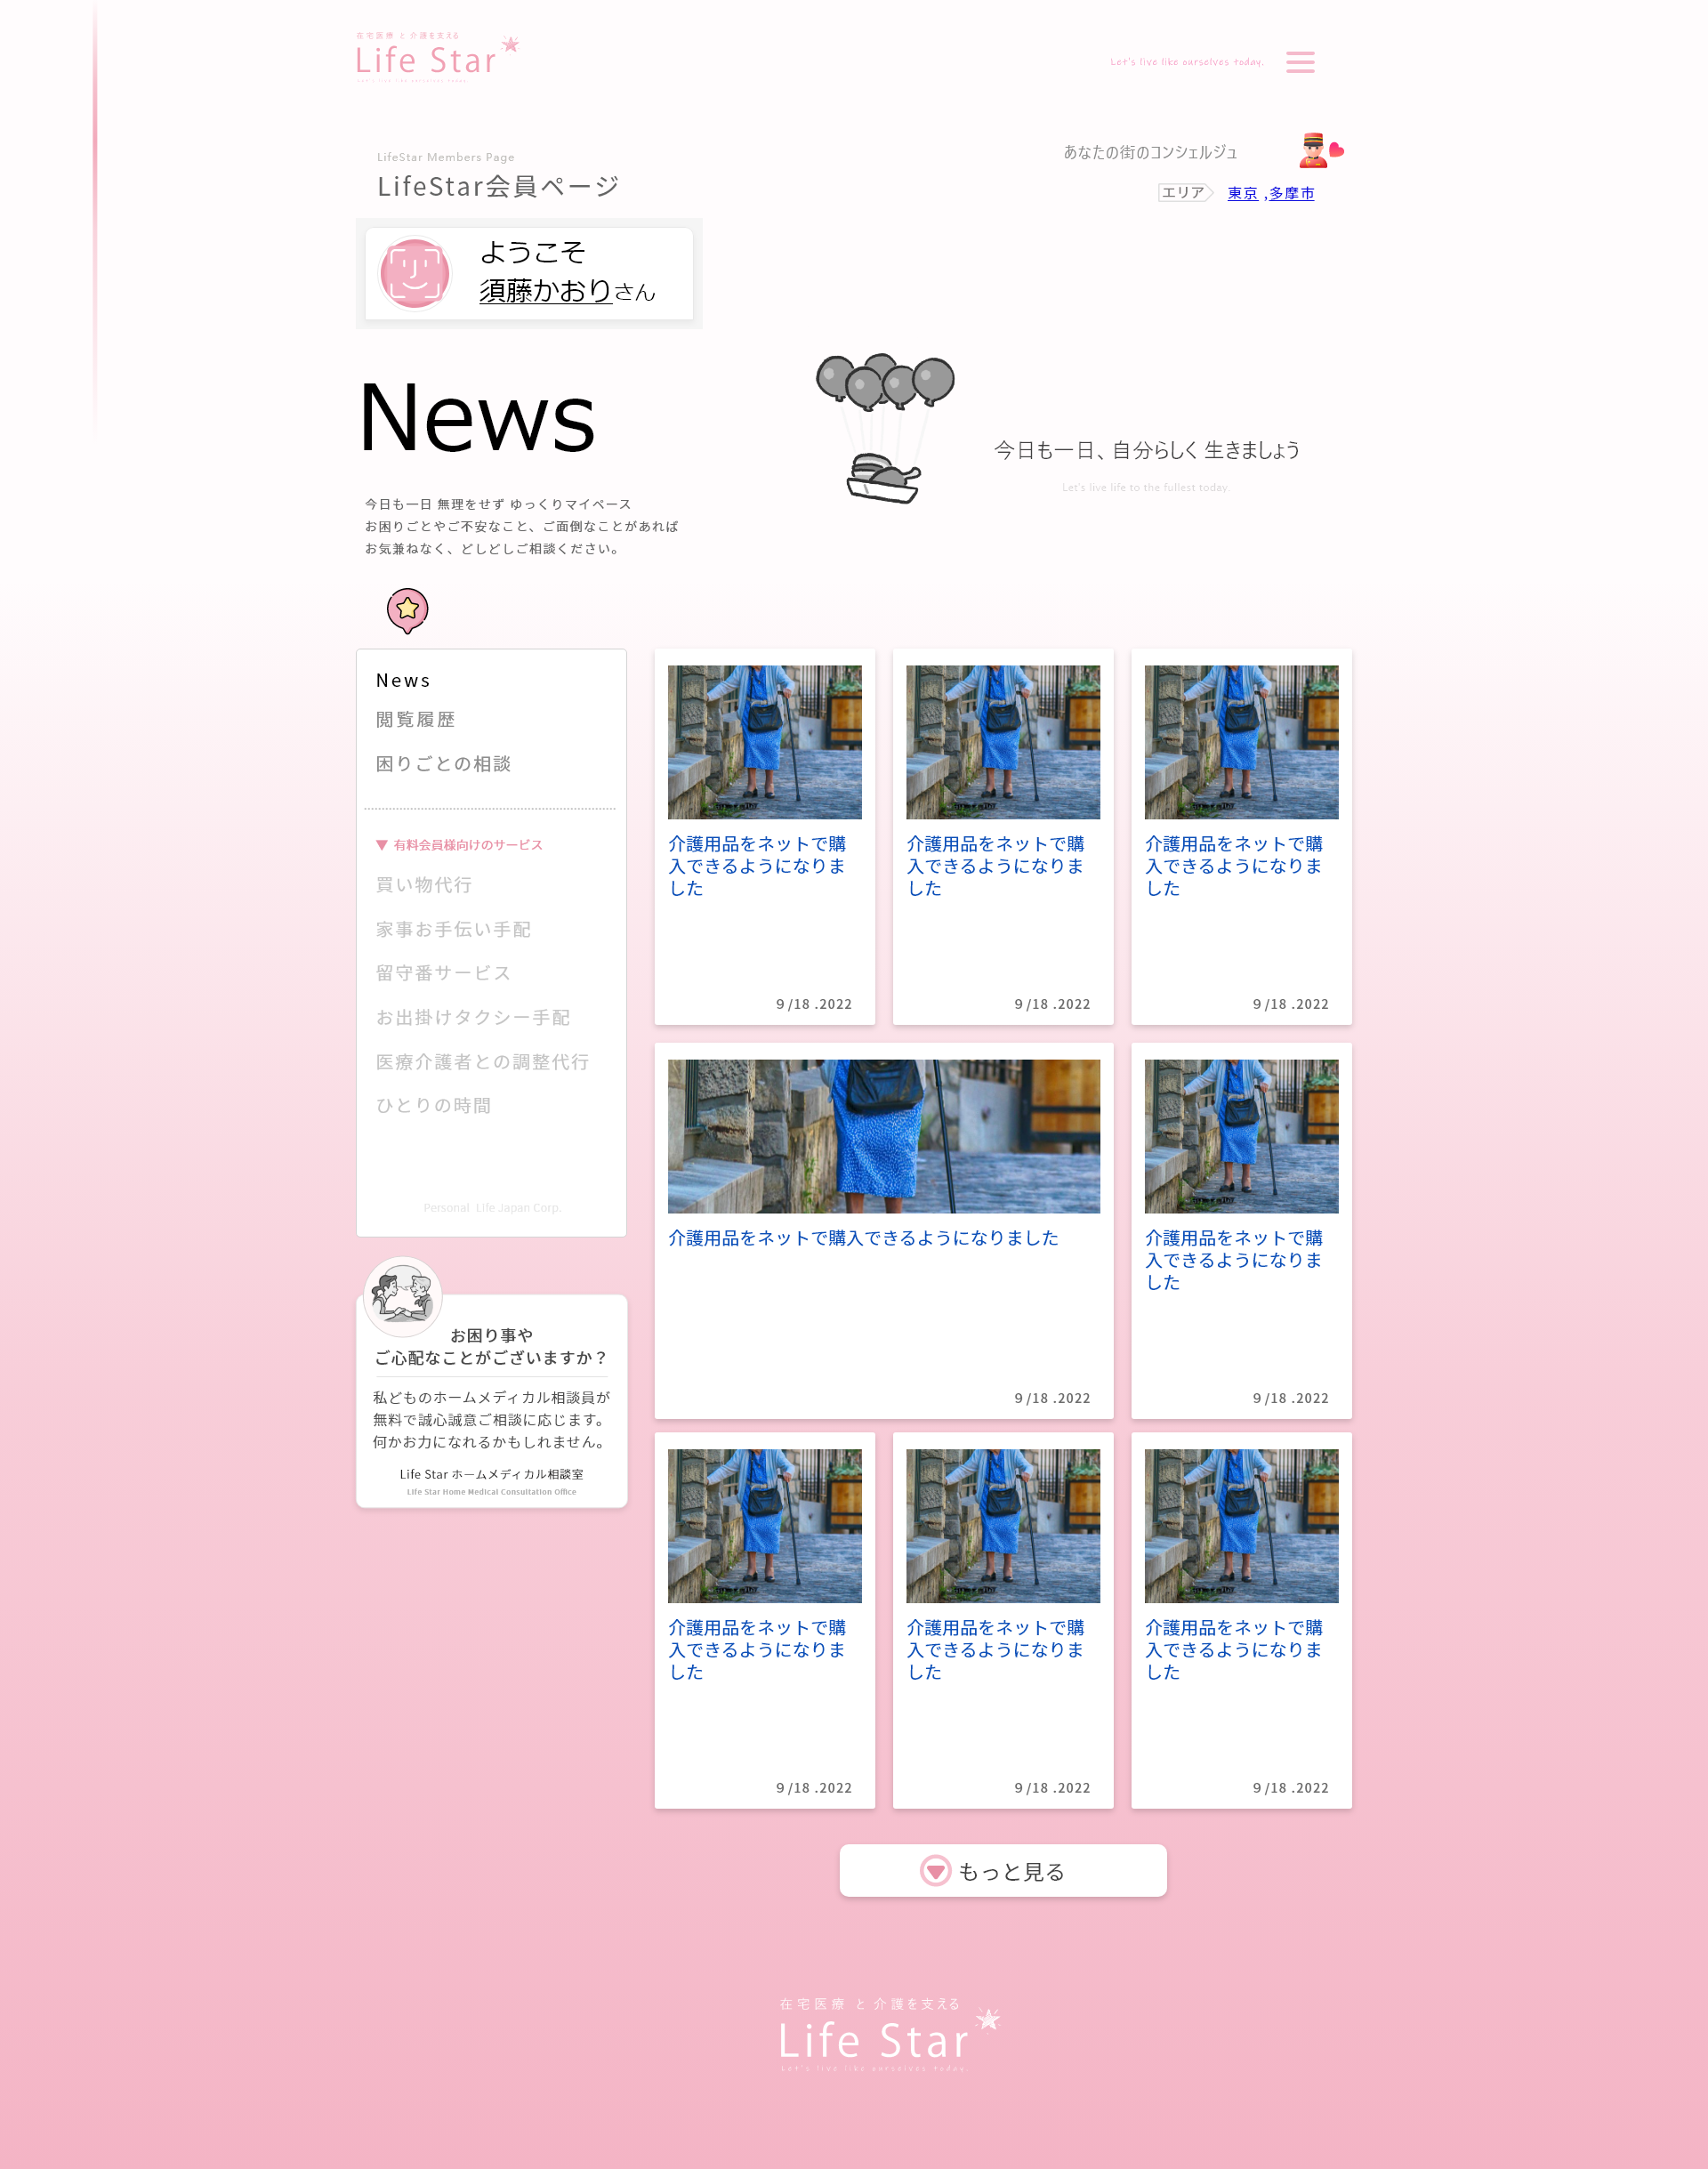 在宅医療 と 介護を支える
Life Star
Let's live like ourselves today.
Let's live like ourselves today.
LifeStar Members Page
LifeStar会員ページ
あなたの街のコンシェルジュ
エリア 東京 ,多摩市
ようこそ
須藤かおりさん
News
今日も一日、自分らしく 生きましょう
Let's live life to the fullest today.
今日も一日 無理をせず ゆっくりマイペース
お困りごとやご不安なこと、ご面倒なことがあれば
お気兼ねなく、どしどしご相談ください。
News
閲覧履歴
困りごとの相談
▼ 有料会員様向けのサービス
買い物代行
家事お手伝い手配
留守番サービス
お出掛けタクシー手配
医療介護者との調整代行
ひとりの時間
Personal Life Japan Corp.
お困り事や
ご心配なことがございますか？
私どものホームメディカル相談員が
無料で誠心誠意ご相談に応じます。
何かお力になれるかもしれません。
Life Star ホームメディカル相談室
Life Star Home Medical Consultation Office
介護用品をネットで購
入できるようになりま
した
9 /18 .2022
介護用品をネットで購
入できるようになりま
した
9 /18 .2022
介護用品をネットで購
入できるようになりま
した
9 /18 .2022
介護用品をネットで購入できるようになりました
9 /18 .2022
介護用品をネットで購
入できるようになりま
した
9 /18 .2022
介護用品をネットで購
入できるようになりま
した
9 /18 .2022
介護用品をネットで購
入できるようになりま
した
9 /18 .2022
介護用品をネットで購
入できるようになりま
した
9 /18 .2022
もっと見る
在宅医療 と 介護を支える
Life Star
Let's live like ourselves today.